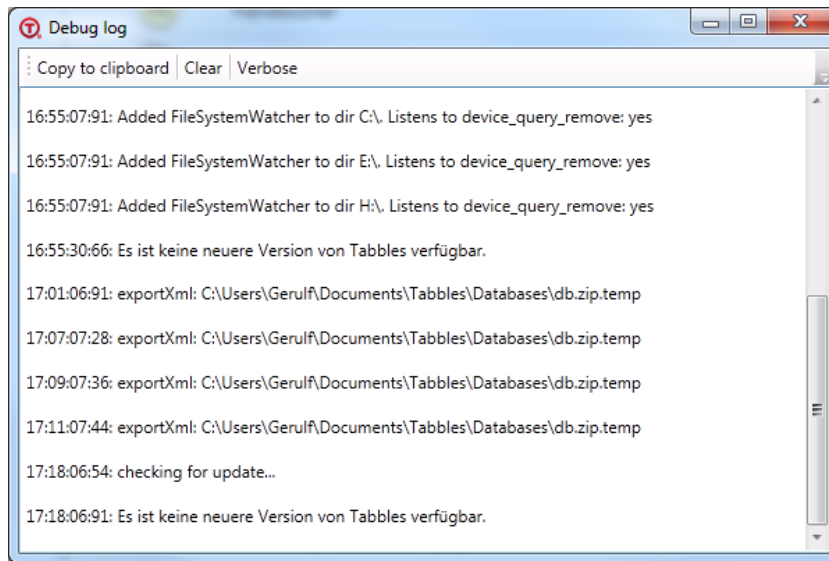 Debug log
Copy to clipboard Clear Verbose
16:55:07:91: Added FileSystemWatcher to dir C:\. Listens to device_query_remove: yes
16:55:07:91: Added FileSystemWatcher to dir E:\. Listens to device_query_remove: yes
16:55:07:91: Added FileSystemWatcher to dir H:\. Listens to device_query_remove: yes
16:55:30:66: Es ist keine neuere Version von Tabbles verfügbar.
17:01:06:91: exportXml: C:\Users\Gerulf\Documents\Tabbles\Databases\db.zip.temp
17:07:07:28: exportXml: C:\Users\Gerulf\Documents\Tabbles\Databases\db.zip.temp
17:09:07:36: exportXml: C:\Users\Gerulf\Documents\Tabbles\Databases\db.zip.temp
17:11:07:44: exportXml: C:\Users\Gerulf\Documents\Tabbles\Databases\db.zip.temp
17:18:06:54: checking for update...
17:18:06:91: Es ist keine neuere Version von Tabbles verfügbar.